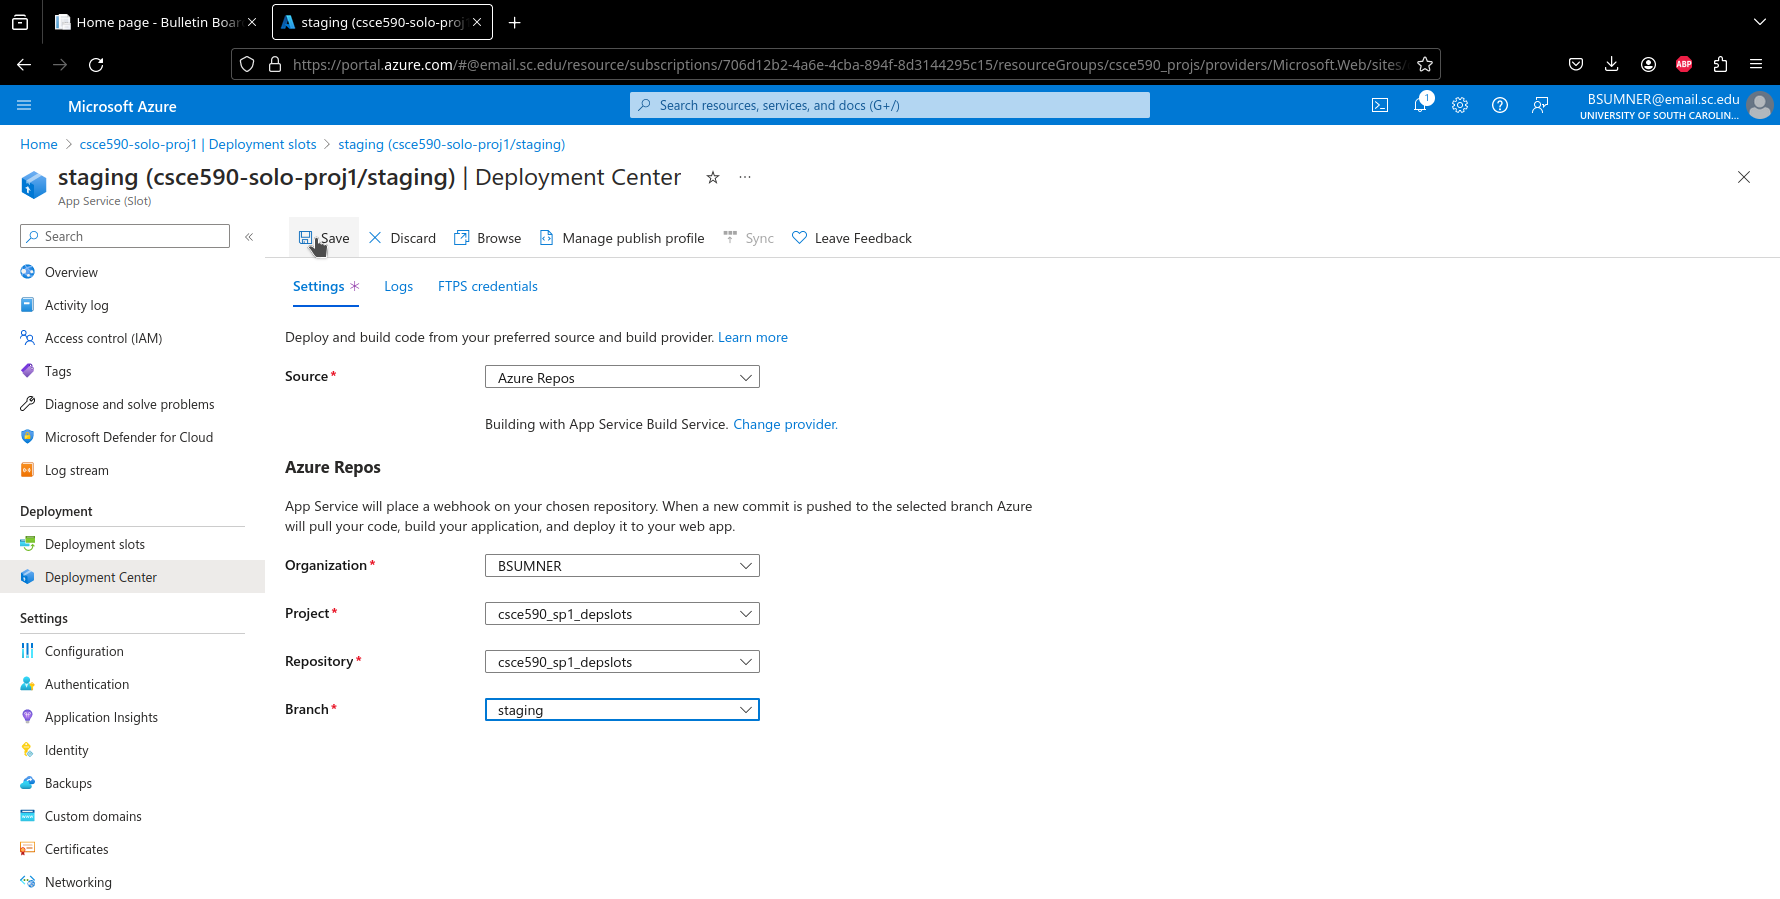 Home page - Bulletin Boar
staging (csce590-solo-proj
https://portal.azure.com/#@email.sc.edu/resource/subscriptions/706d12b2-4a6e-4cba-894f-8d3144295c15/resourceGroups/csce590_projs/providers/Microsoft.Web/sites/
ABP
Microsoft Azure
Search resources, services, and docs (G+/)
1
BSUMNER@email.sc.edu
UNIVERSITY OF SOUTH CAROLIN...
Home > csce590-solo-proj1 | Deployment slots > staging (csce590-solo-proj1/staging)
staging (csce590-solo-proj1/staging) | Deployment Center
App Service (Slot)
Search
Save
Discard
Browse
Manage publish profile
Sync
Leave Feedback
Overview
Activity log
Access control (IAM)
Tags
Diagnose and solve problems
Microsoft Defender for Cloud
Log stream
Deployment
Deployment slots
Deployment Center
Settings
Configuration
Authentication
Application Insights
Identity
Backups
Custom domains
Certificates
Networking
Settings *
Logs
FTPS credentials
Deploy and build code from your preferred source and build provider. Learn more
Source *
Azure Repos
Building with App Service Build Service. Change provider.
Azure Repos
App Service will place a webhook on your chosen repository. When a new commit is pushed to the selected branch Azure
will pull your code, build your application, and deploy it to your web app.
Organization *
BSUMNER
Project *
csce590_sp1_depslots
Repository *
csce590_sp1_depslots
Branch *
staging